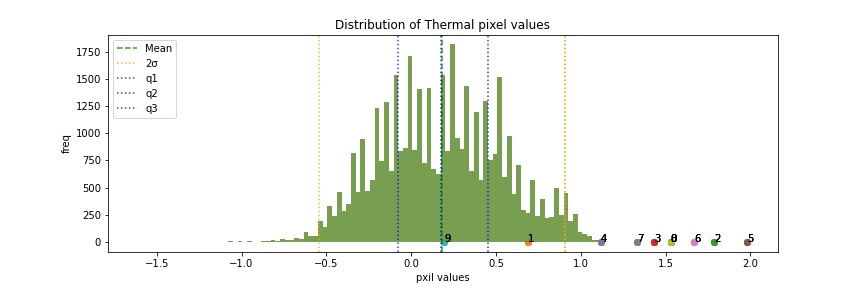 Distribution of Thermal pixel values
Mean
2σ
q1
q2
q3
freq
1750
1500
1250
1000
750
500
250
0
9 1 4 7 3 6 2 5
−1.5 −1.0 −0.5 0.0 0.5 1.0 1.5 2.0
pxil values